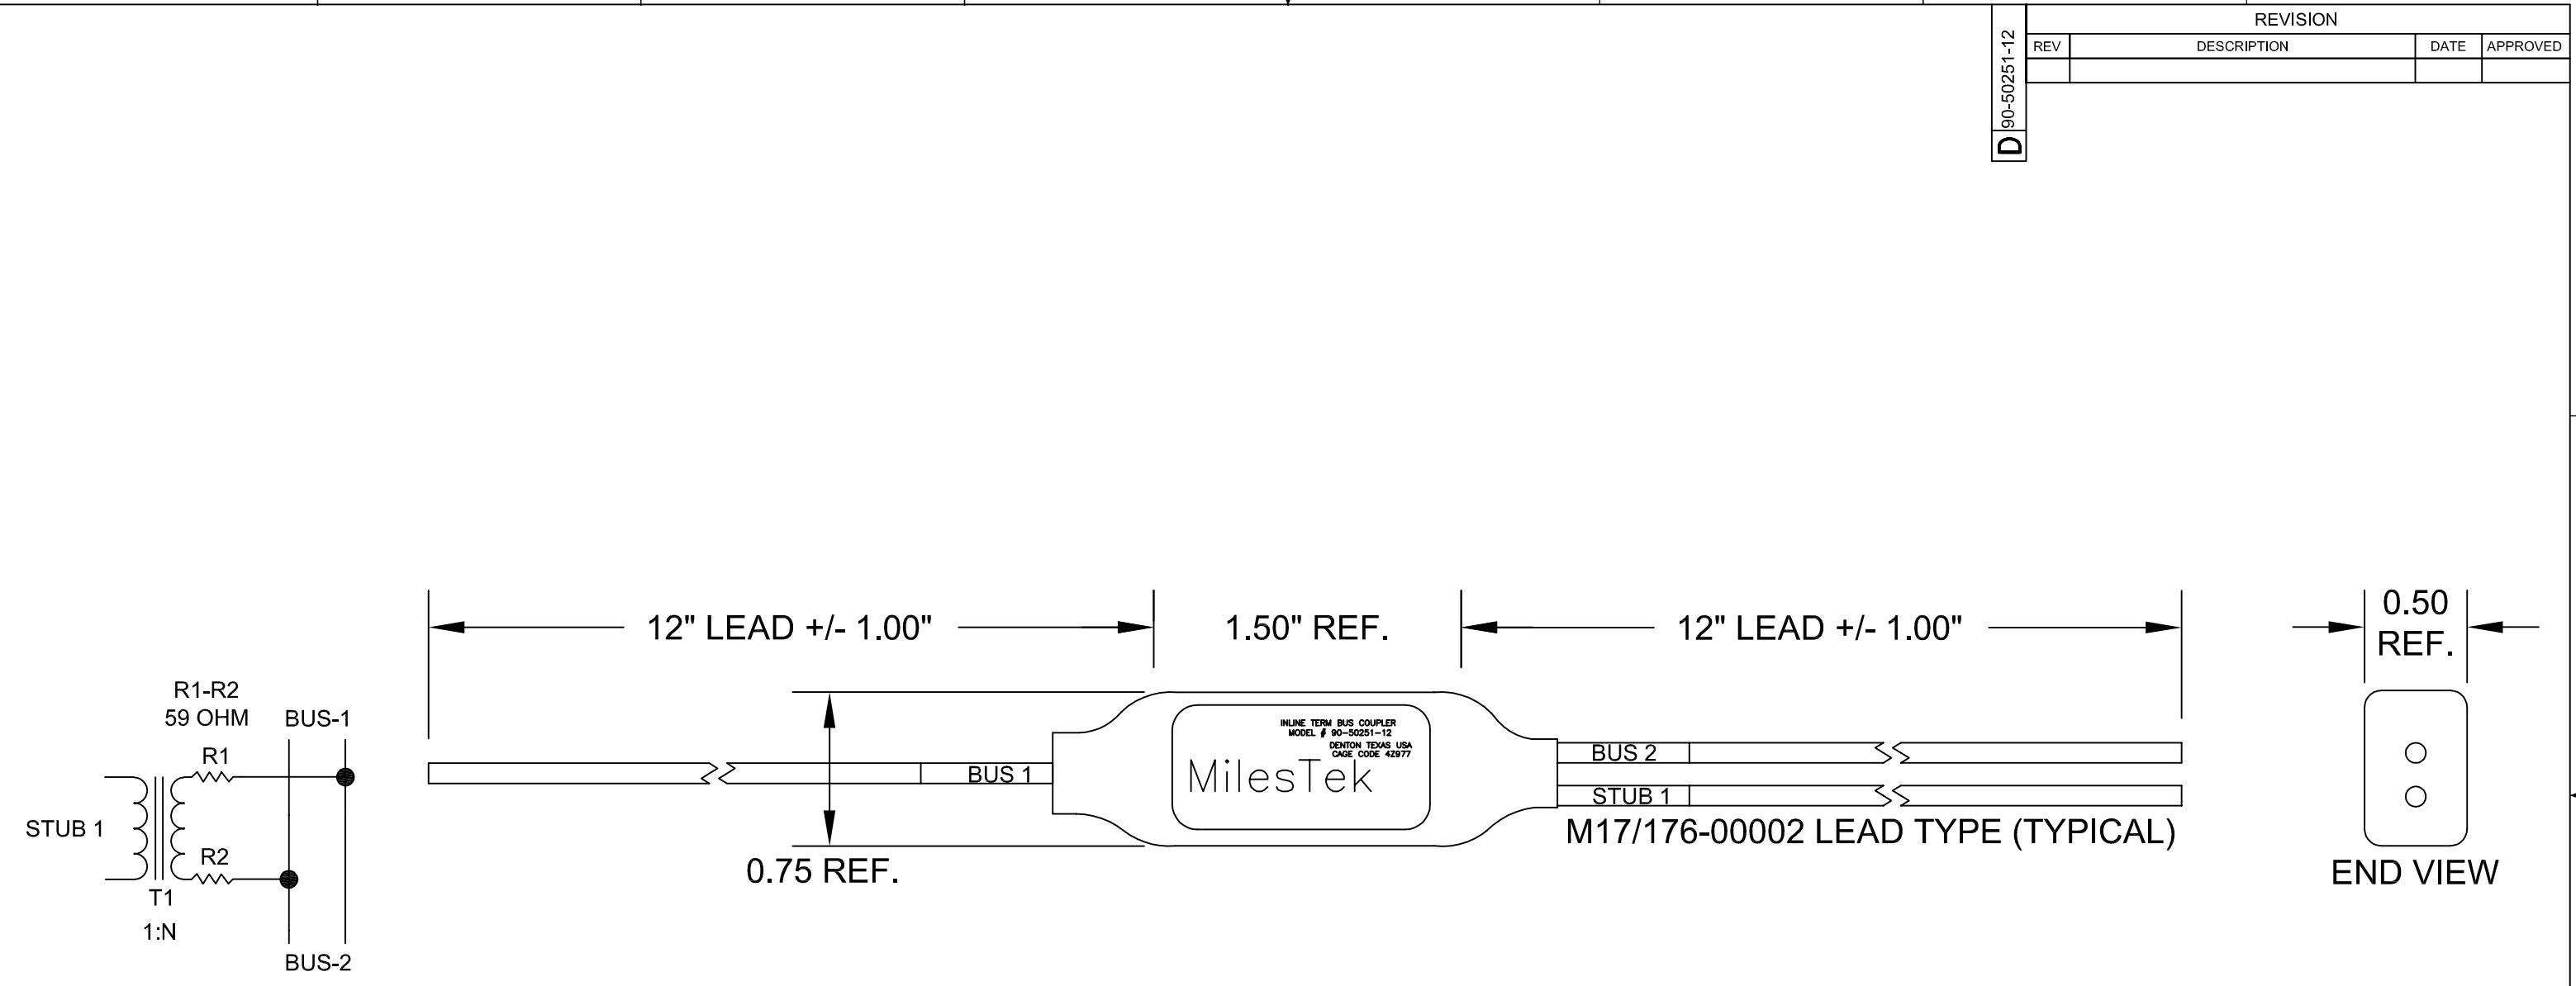 REVISION
REV DESCRIPTION DATE APPROVED
D 90-50251-12
12" LEAD +/- 1.00"
1.50" REF.
12" LEAD +/- 1.00"
0.50
REF.
R1-R2
59 OHM
BUS-1
R1
STUB 1
R2
T1
1:N
BUS-2
BUS 1
INLINE TERM BUS COUPLER
MODEL # 90-50251-12
DENTON TEXAS USA
CAGE CODE 4Z977
MilesTek
BUS 2
STUB 1
M17/176-00002 LEAD TYPE (TYPICAL)
0.75 REF.
END VIEW